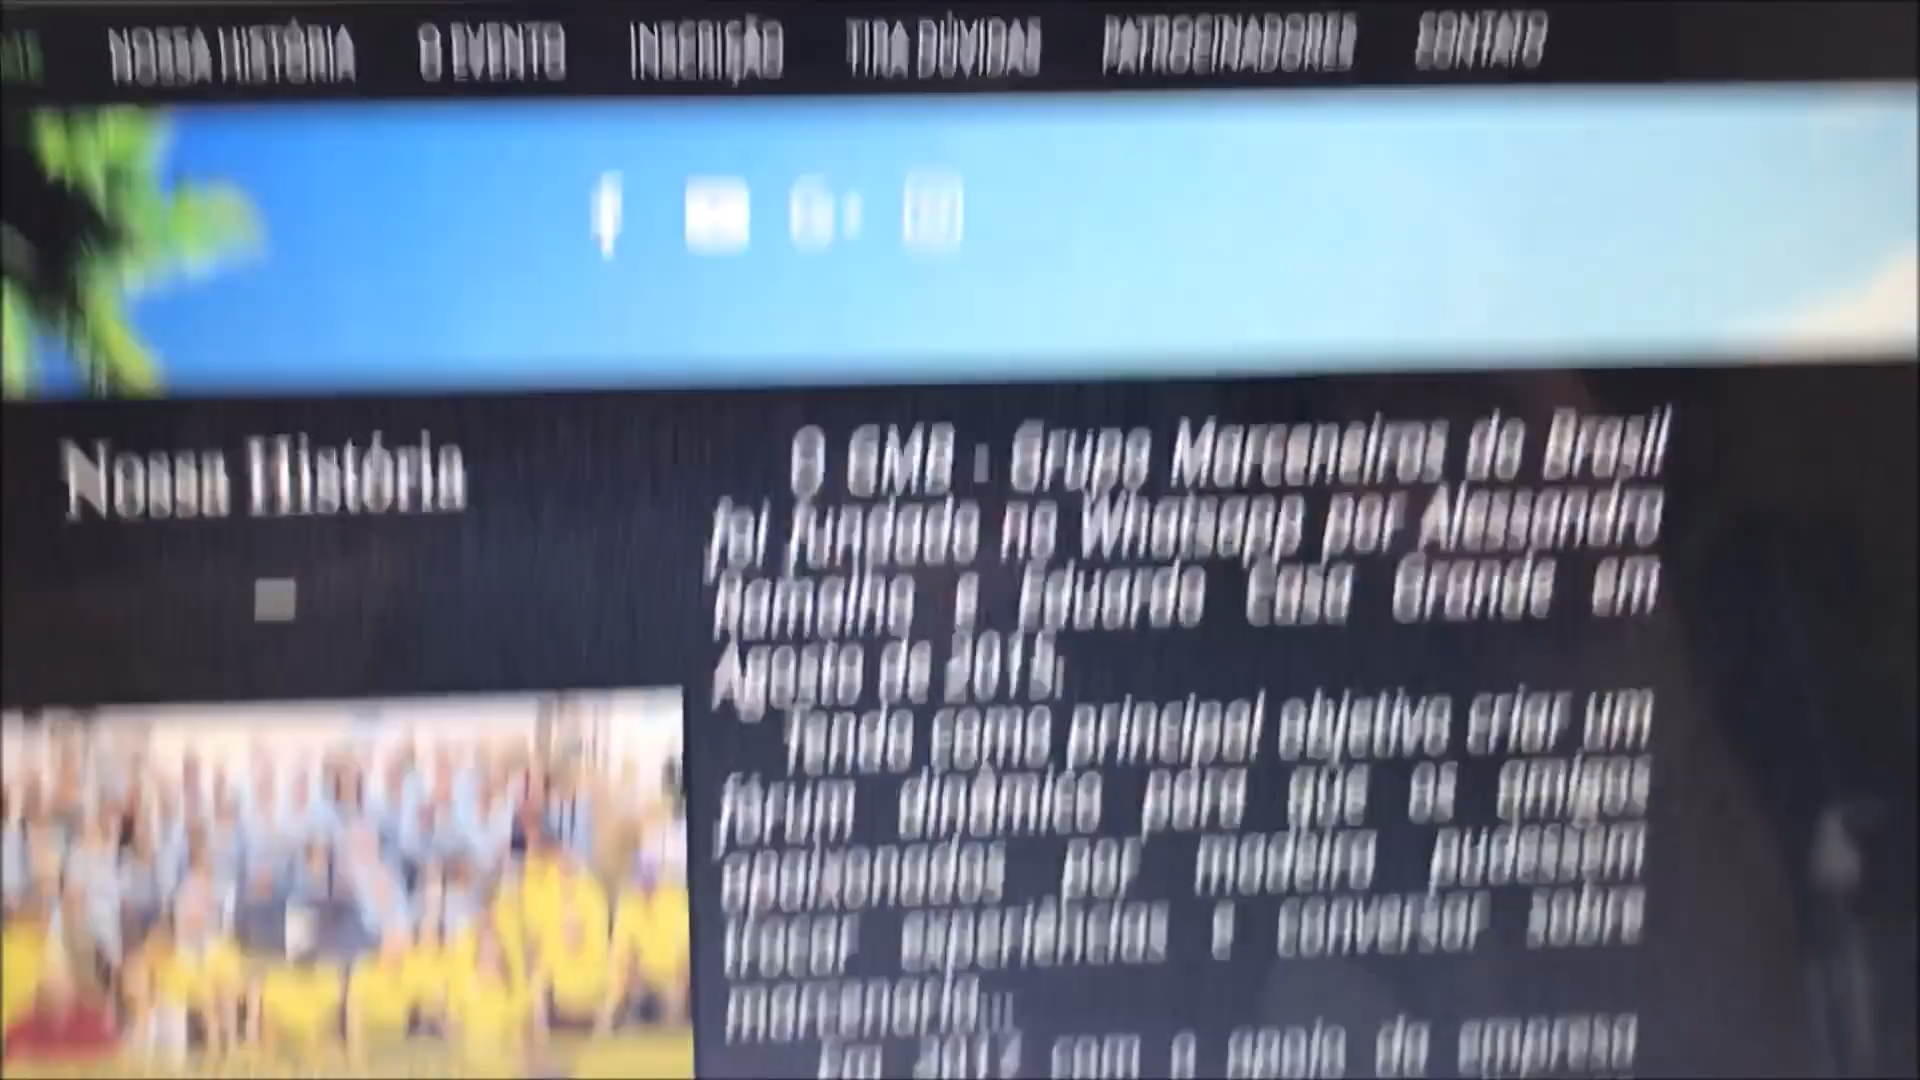 NOSSA HISTÓRIA O EVENTO INSCRIÇÃO TIRA DÚVIDAS PATROCINADORES CONTATO
Nossa História
O GMB : Grupo Marceneiros do Brasil
foi fundado no Whatsapp por Alessandro
Ramalho e Eduardo Casa Grande em
Agosto de
Tendo como principal objetivo criar um
fórum dinâmico para que os amigos
apaixonados por madeira pudessem
trocar experiências e conversar sobre
marcenaria...
Em com o apoio da empresa